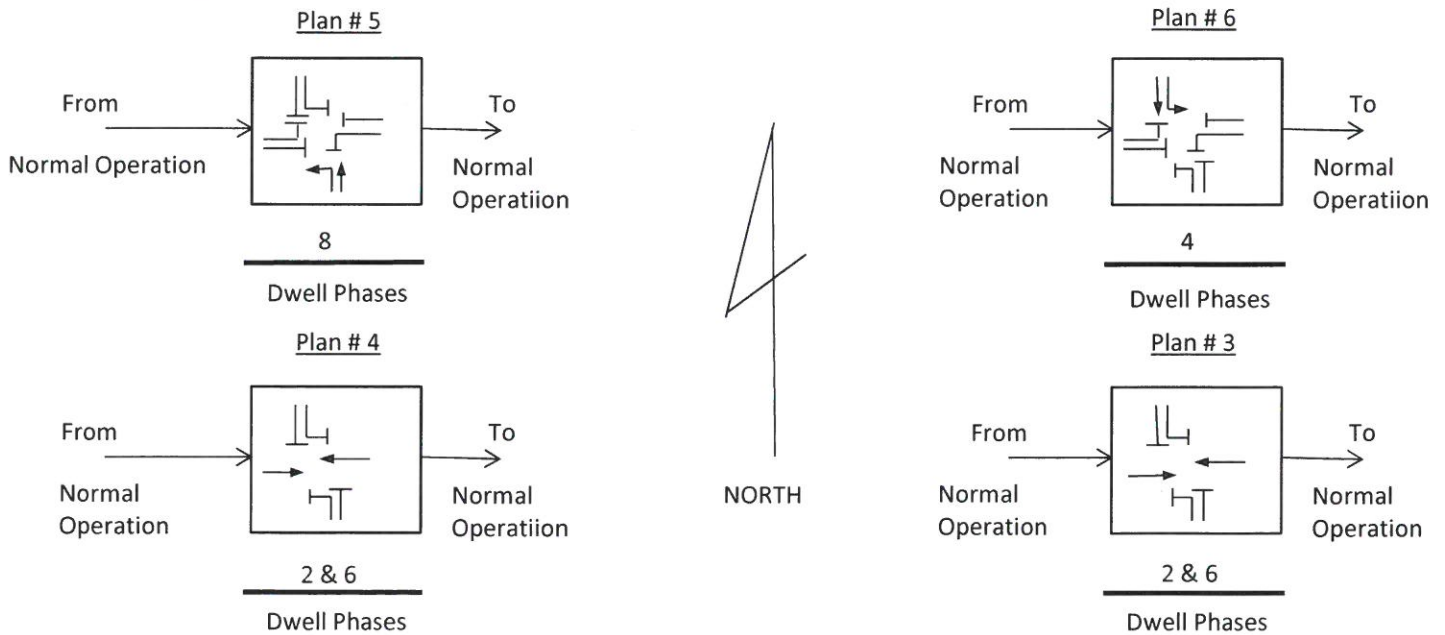 Plan # 5
From
Normal Operation
To
Normal
Operatiion
8
Dwell Phases
Plan # 6
From
Normal
Operation
To
Normal
Operatiion
4
Dwell Phases
Plan # 4
From
Normal
Operation
To
Normal
Operatiion
2 & 6
Dwell Phases
NORTH
Plan # 3
From
Normal
Operation
To
Normal
Operation
2 & 6
Dwell Phases